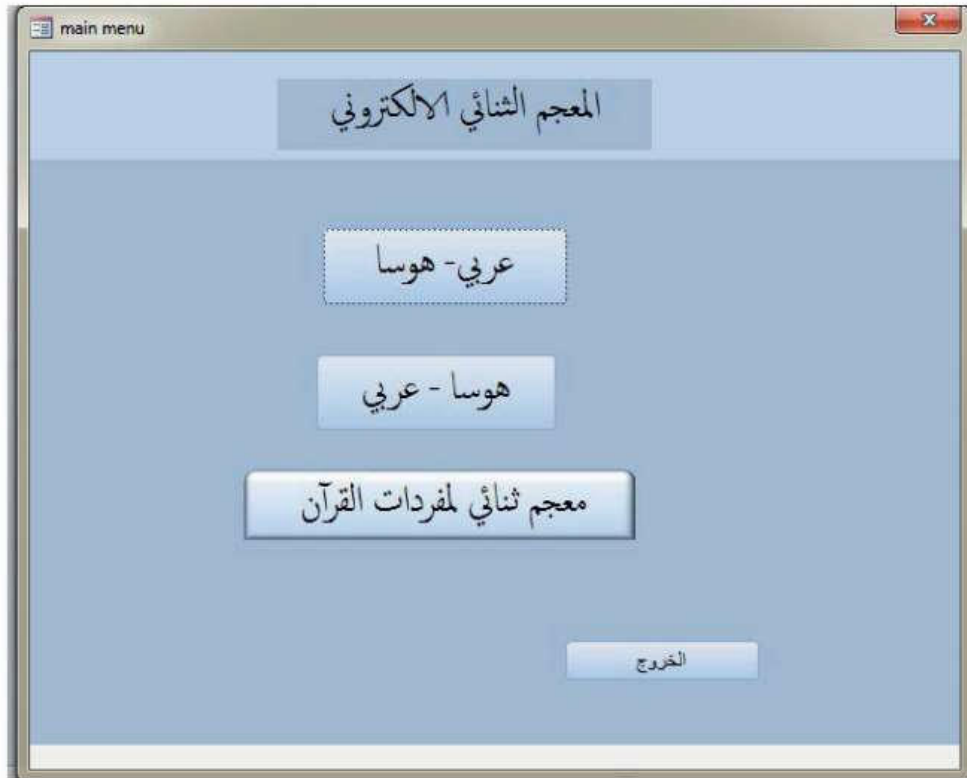 main menu
المعجم الثنائي الالكتروني
عربي- هوسا
هوسا - عربي
معجم ثنائي لمفردات القرآن
الخروج